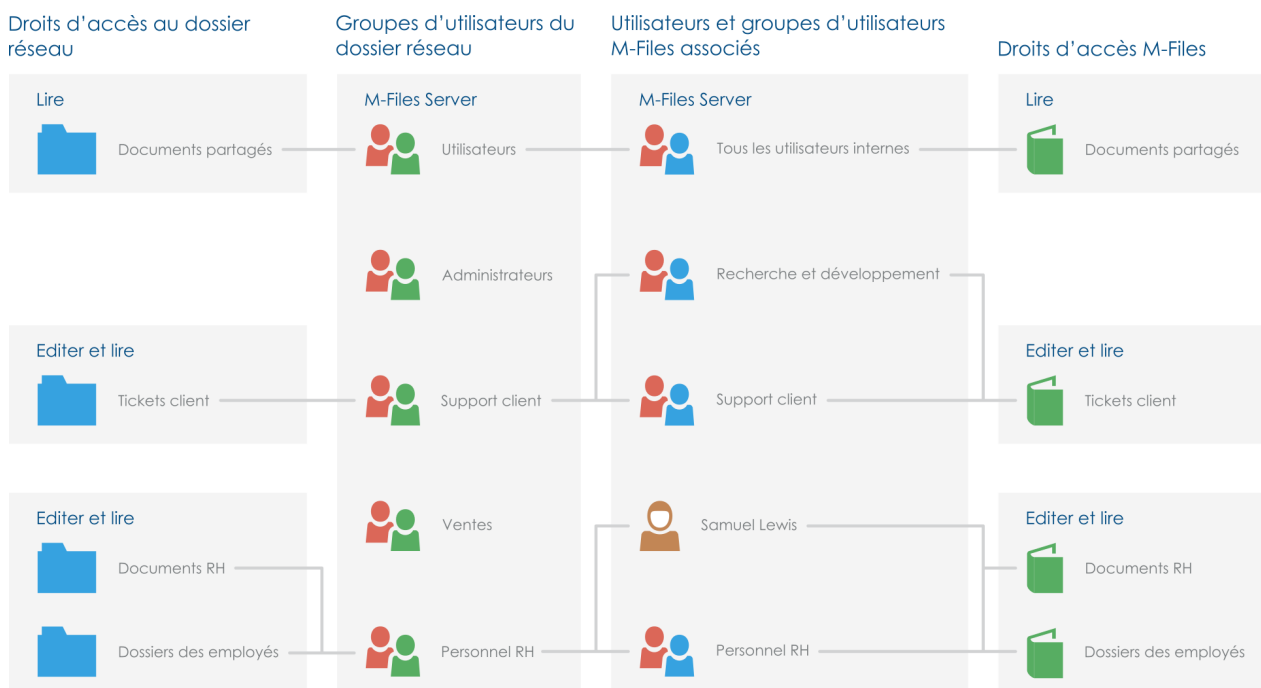 Droits d'accès au dossier
réseau
Groupes d'utilisateurs du
dossier réseau
Utilisateurs et groupes d'utilisateurs
M-Files associés
Droits d'accès M-Files
Lire
M-Files Server
M-Files Server
Lire
Documents partagés
Utilisateurs
Tous les utilisateurs internes
Documents partagés
Administrateurs
Recherche et développement
Editer et lire
Editer et lire
Tickets client
Support client
Support client
Tickets client
Editer et lire
Ventes
Samuel Lewis
Editer et lire
Documents RH
Documents RH
Dossiers des employés
Personnel RH
Personnel RH
Dossiers des employés